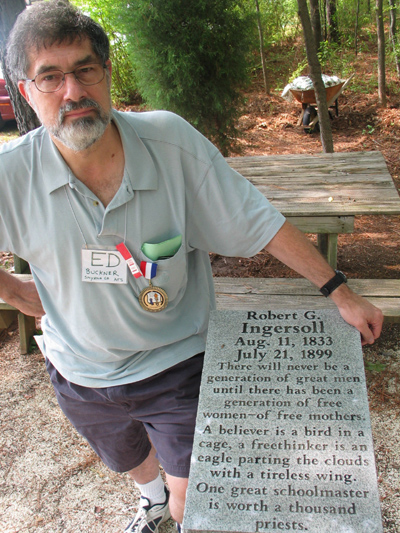 ED
BUCKNER
Robert G.
Ingersoll
Aug. 11, 1833
July 21, 1899
There will never be a
generation of great men
until there has been a
generation of free
women—of free mothers.
A believer is a bird in a
cage, a freethinker is an
eagle parting the clouds
with a tireless wing.
One great schoolmaster
is worth a thousand
priests.